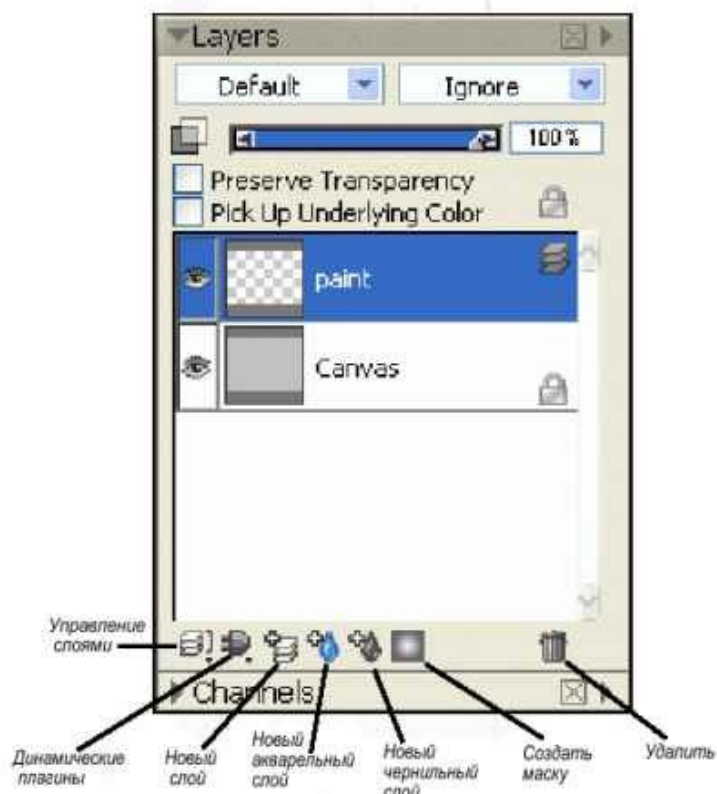 Layers
Default Ignore
100%
Preserve Transparency
Pick Up Underlying Color
paint
Canvas
Управление
слоями
Channels
Динамические
плагины
Новый
слой
Новый
акварельный
слой
Новый
чернильный
слой
Создать
маску
Удалить